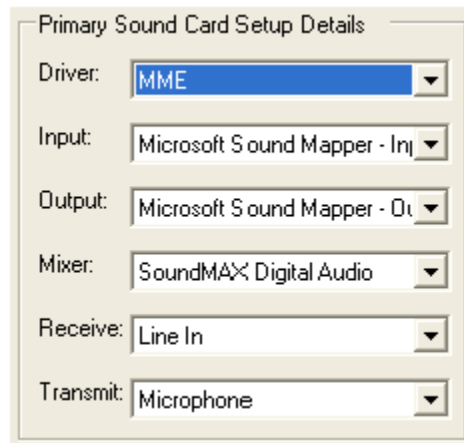 Primary Sound Card Setup Details
Driver: MME
Input: Microsoft Sound Mapper - Inp
Output: Microsoft Sound Mapper - Ou
Mixer: SoundMAX Digital Audio
Receive: Line In
Transmit: Microphone